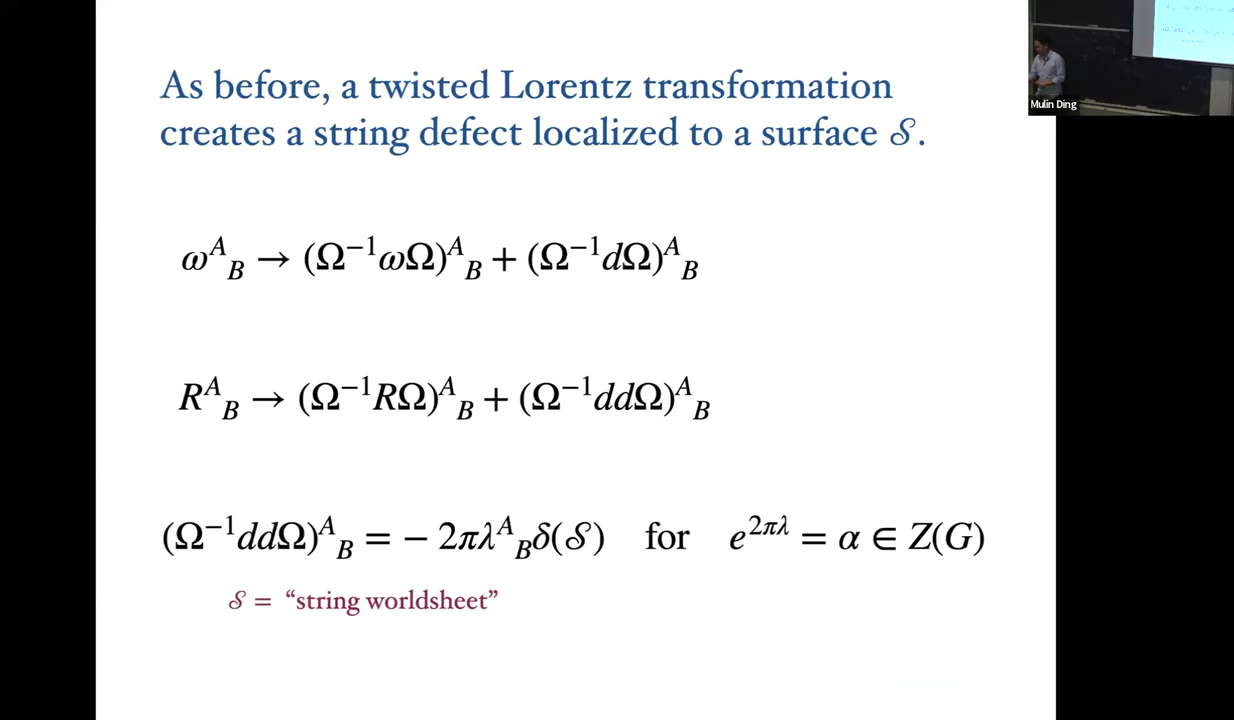 As before, a twisted Lorentz transformation
creates a string defect localized to a surface 𝒮.
ω^A_B → (Ω^−1 ωΩ)^A_B + (Ω^−1 dΩ)^A_B
R^A_B → (Ω^−1 RΩ)^A_B + (Ω^−1 ddΩ)^A_B
(Ω^−1 ddΩ)^A_B = − 2πλ^A_B δ(𝒮) for e^2πλ = α ∈ Z(G)
𝒮 = “string worldsheet”
Mulin Ding